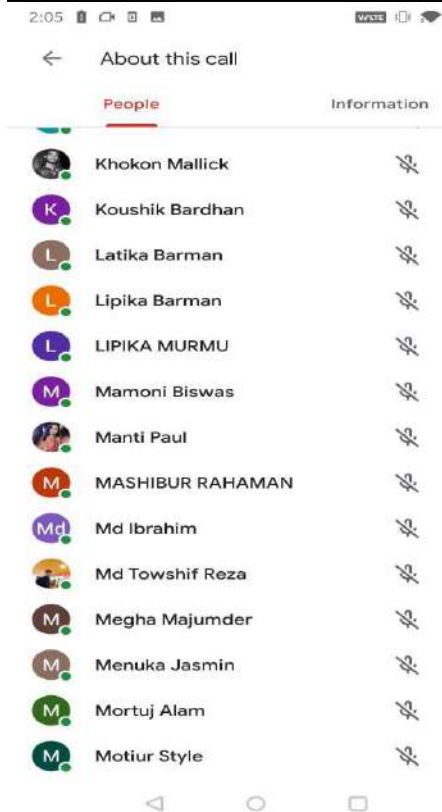 2:05
VoLTE
About this call
People Information
Khokon Mallick
K Koushik Bardhan
L Latika Barman
L Lipika Barman
L LIPIKA MURMU
M Mamoni Biswas
Manti Paul
M MASHIBUR RAHAMAN
Md Md Ibrahim
Md Towshif Reza
M Megha Majumder
M Menuka Jasmin
M Mortuj Alam
M Motiur Style